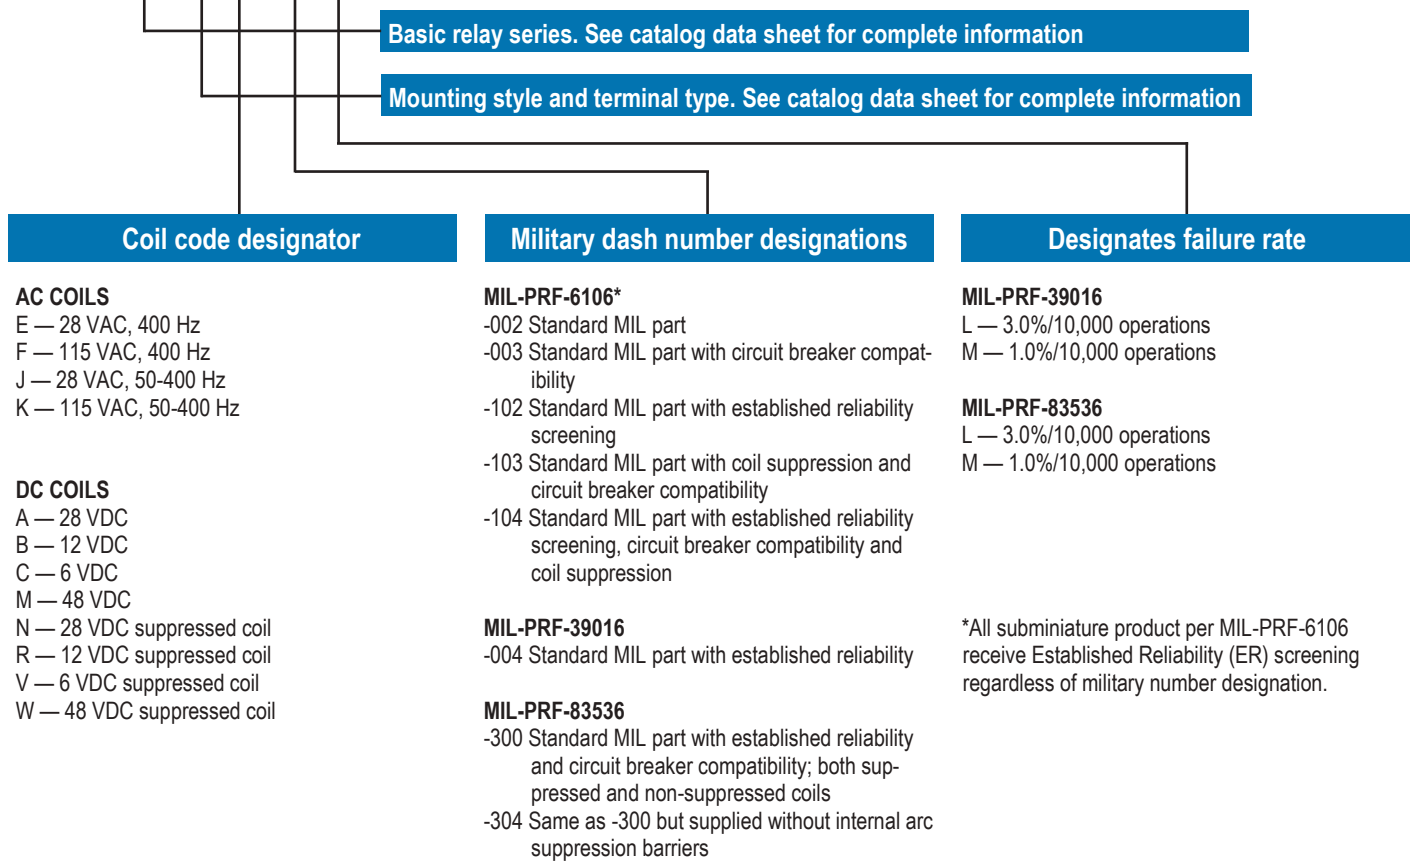 Basic relay series. See catalog data sheet for complete information
Mounting style and terminal type. See catalog data sheet for complete information
Coil code designator
AC COILS
E — 28 VAC, 400 Hz
F — 115 VAC, 400 Hz
J — 28 VAC, 50-400 Hz
K — 115 VAC, 50-400 Hz
DC COILS
A — 28 VDC
B — 12 VDC
C — 6 VDC
M — 48 VDC
N — 28 VDC suppressed coil
R — 12 VDC suppressed coil
V — 6 VDC suppressed coil
W — 48 VDC suppressed coil
Military dash number designations
MIL-PRF-6106*
-002 Standard MIL part
-003 Standard MIL part with circuit breaker compat-
ibility
-102 Standard MIL part with established reliability
screening
-103 Standard MIL part with coil suppression and
circuit breaker compatibility
-104 Standard MIL part with established reliability
screening, circuit breaker compatibility and
coil suppression
MIL-PRF-39016
-004 Standard MIL part with established reliability
MIL-PRF-83536
-300 Standard MIL part with established reliability
and circuit breaker compatibility; both sup-
pressed and non-suppressed coils
-304 Same as -300 but supplied without internal arc
suppression barriers
Designates failure rate
MIL-PRF-39016
L — 3.0%/10,000 operations
M — 1.0%/10,000 operations
MIL-PRF-83536
L — 3.0%/10,000 operations
M — 1.0%/10,000 operations
*All subminiature product per MIL-PRF-6106
receive Established Reliability (ER) screening
regardless of military number designation.